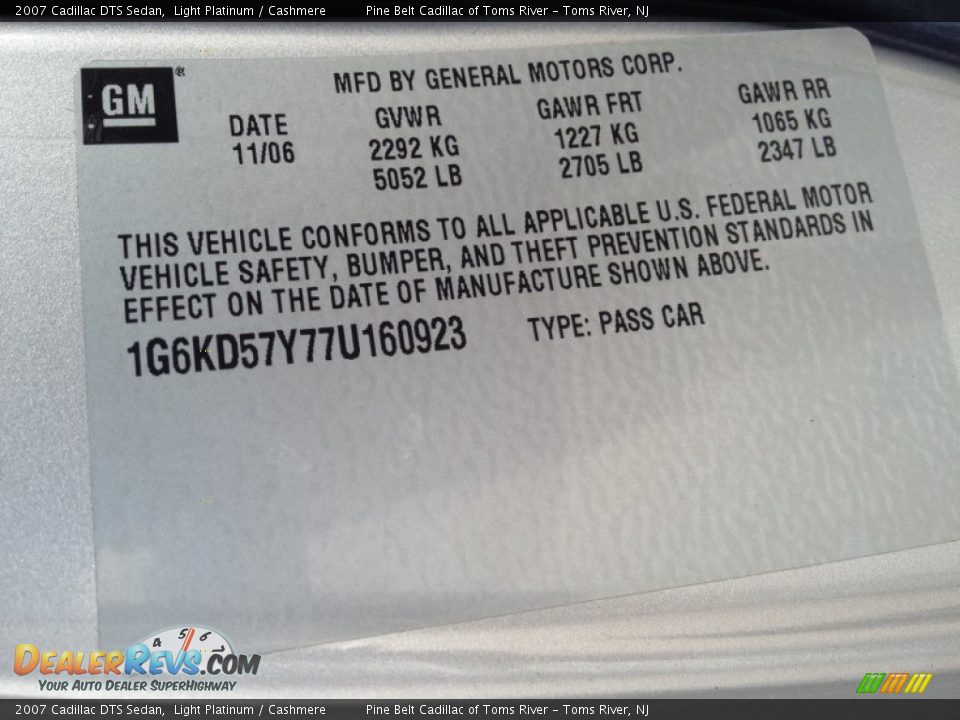 2007 Cadillac DTS Sedan, Light Platinum / Cashmere Pine Belt Cadillac of Toms River - Toms River, NJ
GM ®
MFD BY GENERAL MOTORS CORP.
DATE GVWR GAWR FRT GAWR RR
11/06 2292 KG 1227 KG 1065 KG
5052 LB 2705 LB 2347 LB
THIS VEHICLE CONFORMS TO ALL APPLICABLE U.S. FEDERAL MOTOR
VEHICLE SAFETY, BUMPER, AND THEFT PREVENTION STANDARDS IN
EFFECT ON THE DATE OF MANUFACTURE SHOWN ABOVE.
1G6KD57Y77U160923 TYPE: PASS CAR
4 5 6
DEALERREVS.COM
YOUR AUTO DEALER SUPERHIGHWAY
2007 Cadillac DTS Sedan, Light Platinum / Cashmere Pine Belt Cadillac of Toms River - Toms River, NJ